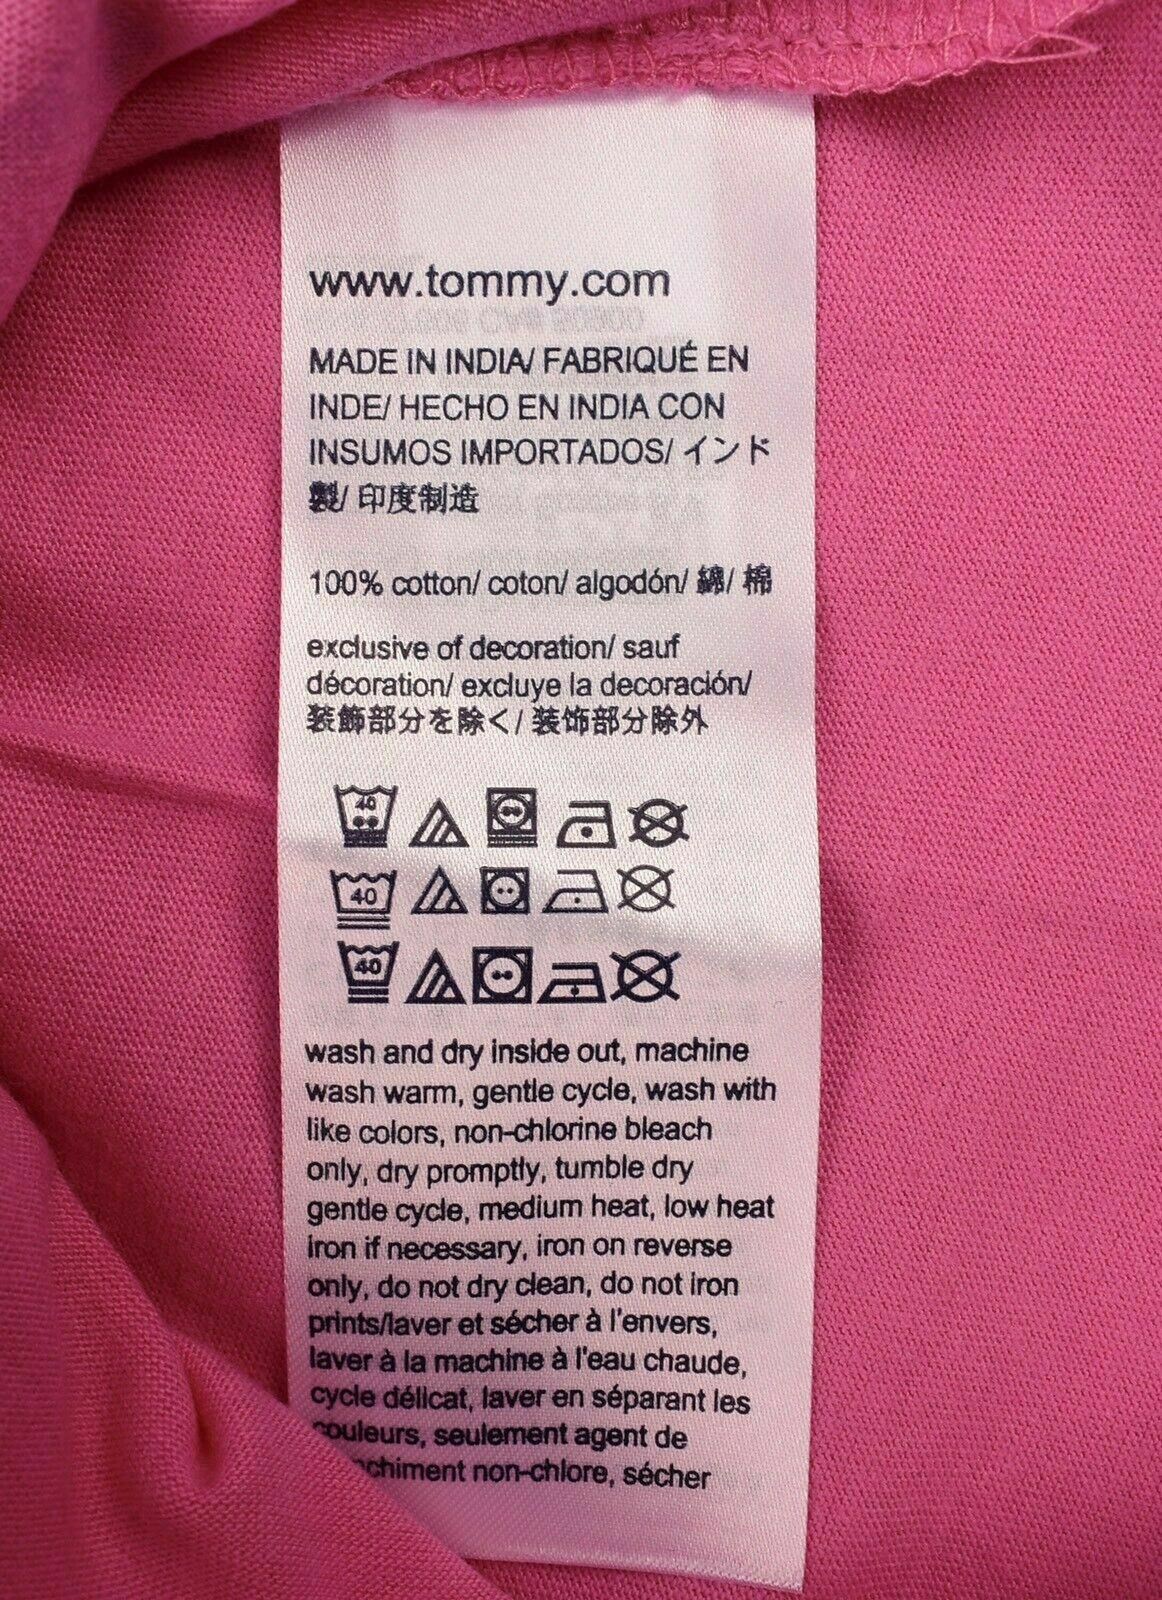 www.tommy.com
MADE IN INDIA/ FABRIQUÉ EN
INDE/ HECHO EN INDIA CON
INSUMOS IMPORTADOS/ インド
製/ 印度制造
100% cotton/ coton/ algodón/ 綿/ 棉
exclusive of decoration/ sauf
décoration/ excluye la decoración/
装飾部分を除く/ 装饰部分除外
40
40
40
wash and dry inside out, machine
wash warm, gentle cycle, wash with
like colors, non-chlorine bleach
only, dry promptly, tumble dry
gentle cycle, medium heat, low heat
iron if necessary, iron on reverse
only, do not dry clean, do not iron
prints/laver et sécher à l'envers,
laver à la machine à l'eau chaude,
cycle délicat, laver en séparant les
couleurs, seulement agent de
non-chlore, sécher